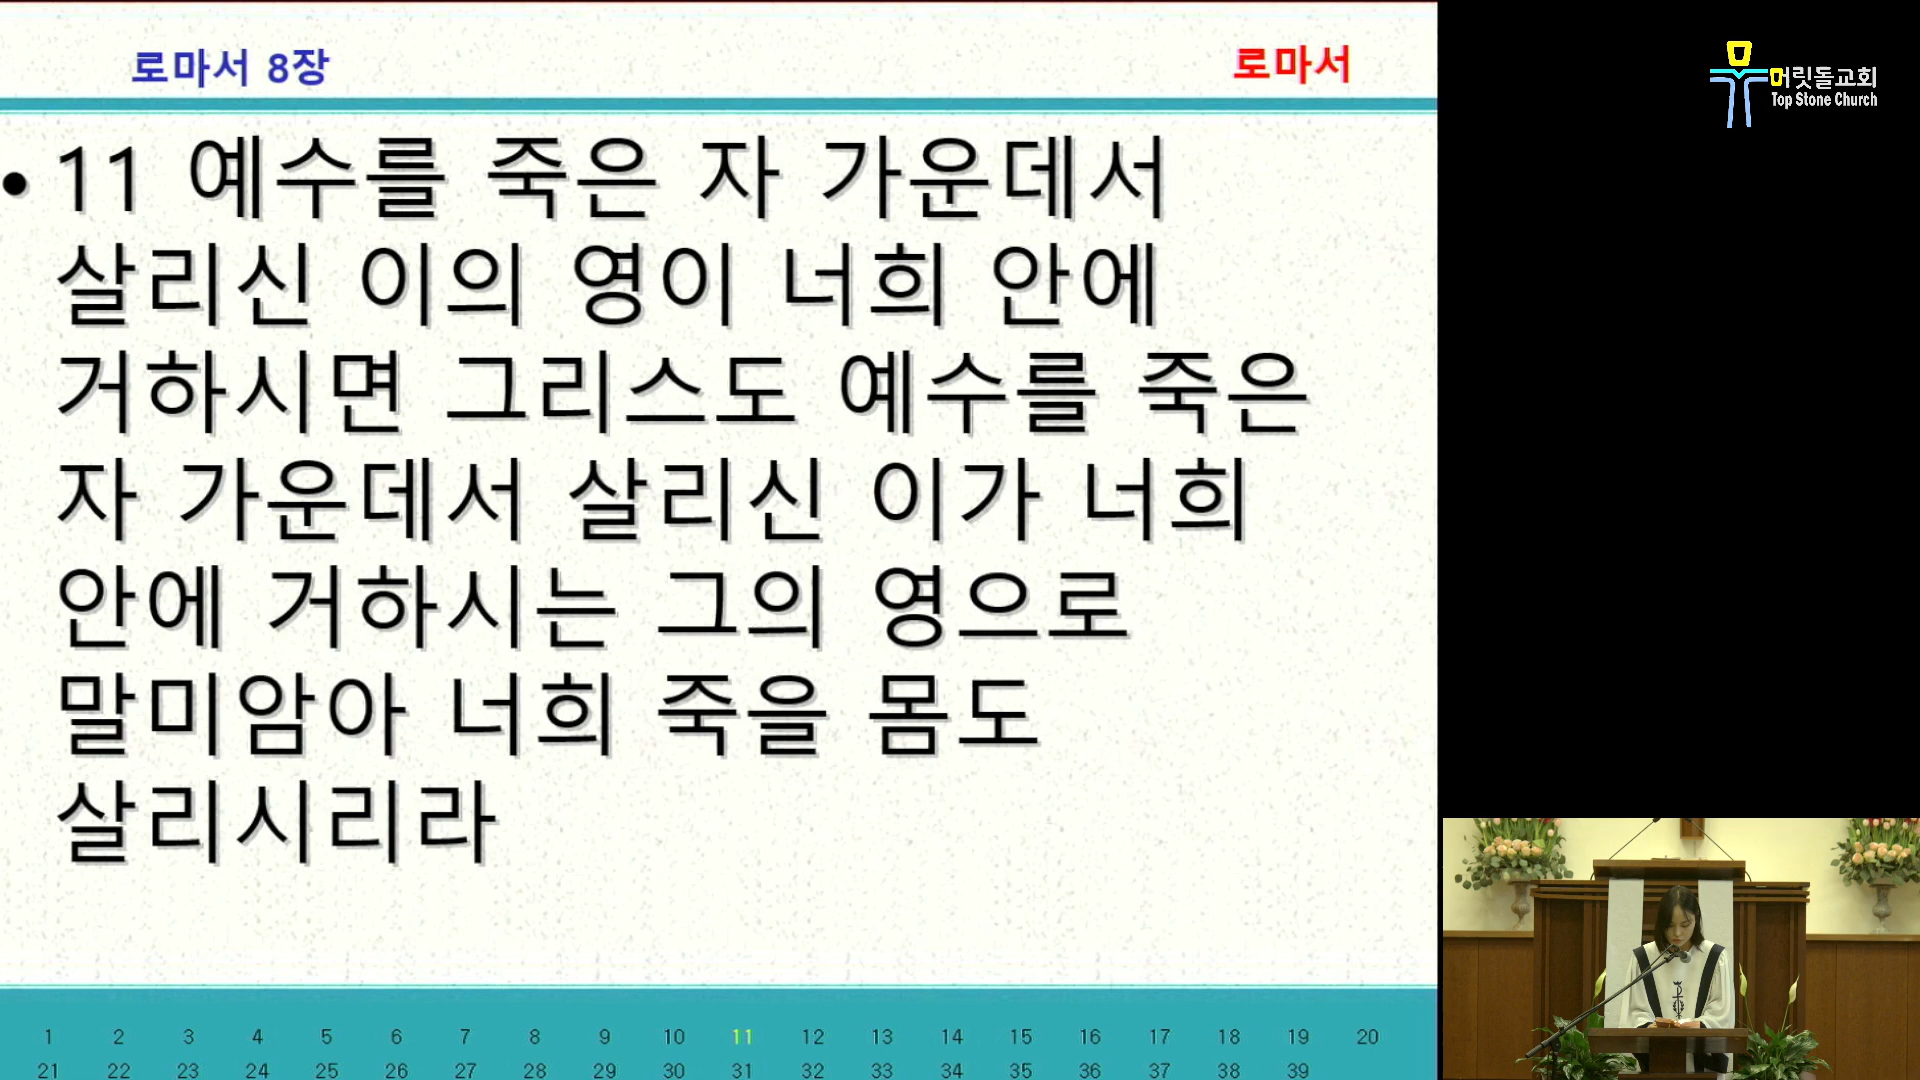 로마서 8장
로마서
머릿돌교회
Top Stone Church
• 11 예수를 죽은 자 가운데서
살리신 이의 영이 너희 안에
거하시면 그리스도 예수를 죽은
자 가운데서 살리신 이가 너희
안에 거하시는 그의 영으로
말미암아 너희 죽을 몸도
살리시리라
1 2 3 4 5 6 7 8 9 10 11 12 13 14 15 16 17 18 19 20
21 22 23 24 25 26 27 28 29 30 31 32 33 34 35 36 37 38 39